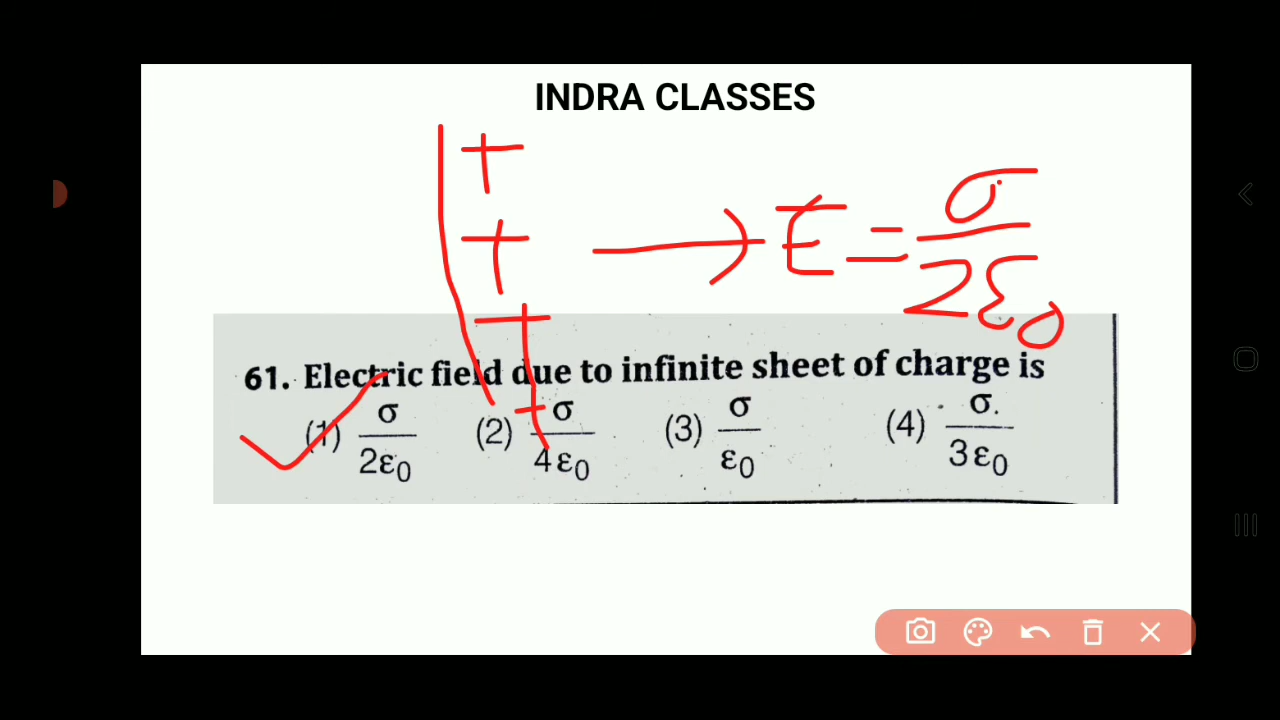 INDRA CLASSES
+
+
+
+
→ E = σ/2ε0
61. Electric field due to infinite sheet of charge is
(1) σ/2ε0 (2) σ/4ε0 (3) σ/ε0 (4) σ./3ε0